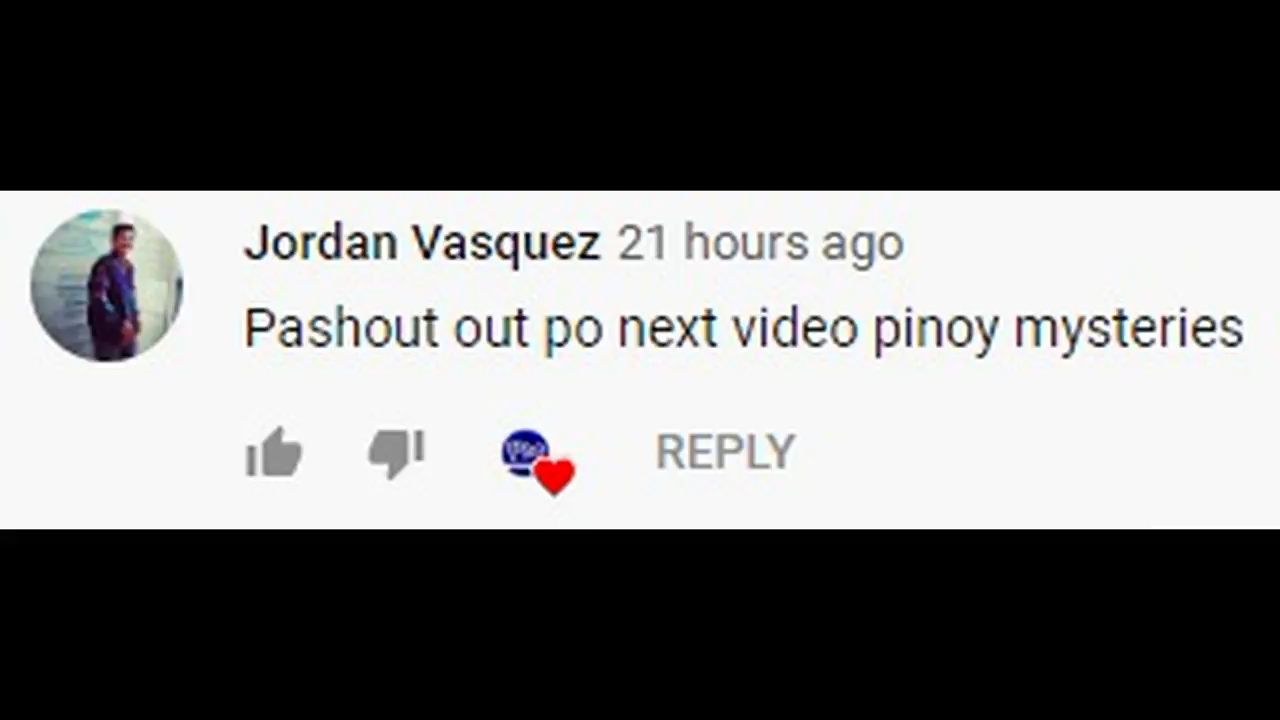 Jordan Vasquez 21 hours ago
Pashout out po next video pinoy mysteries
REPLY